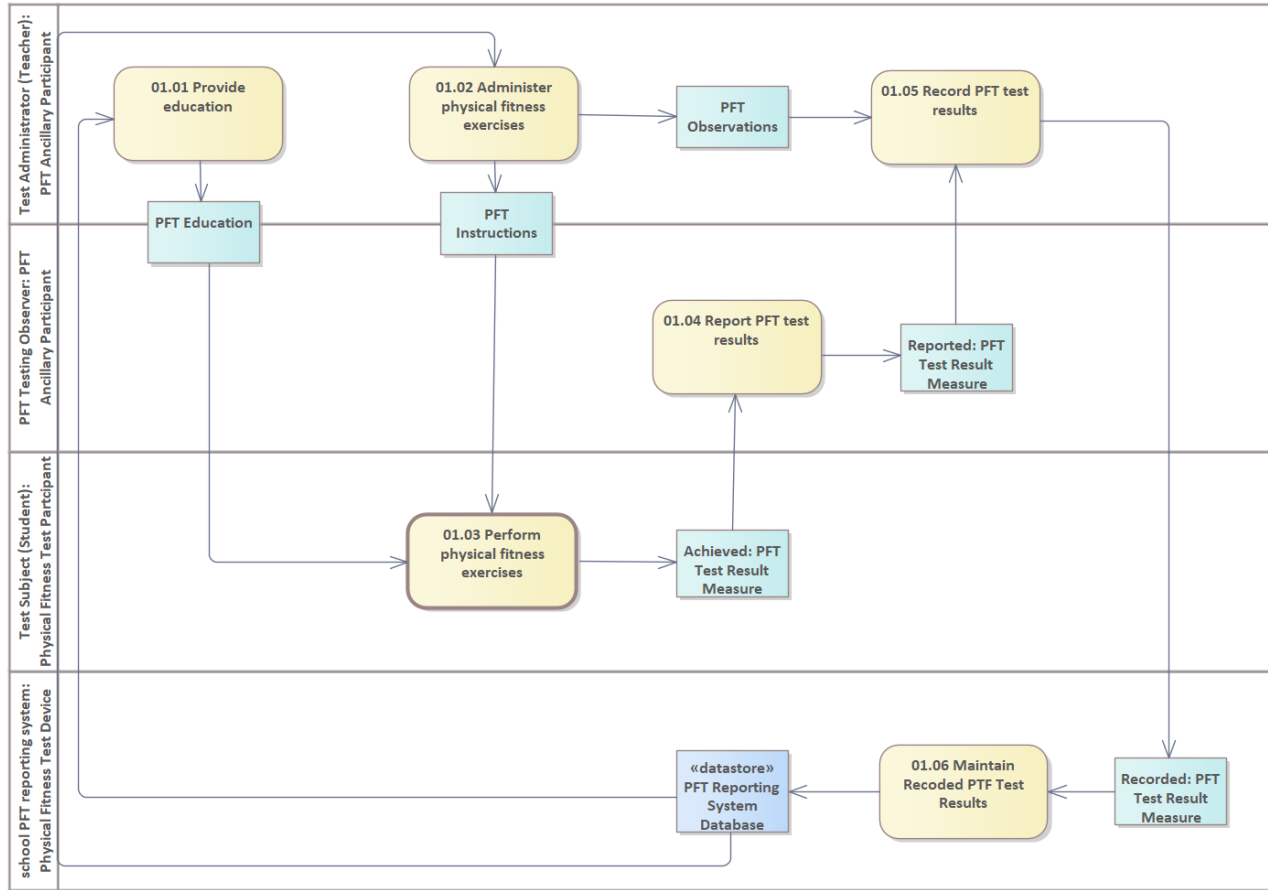 Test Administrator (Teacher):
PFT Ancillary Participant
01.01 Provide
education
01.02 Administer
physical fitness
exercises
PFT
Observations
01.05 Record PFT test
results
PFT Education
PFT
Instructions
PFT Testing Observer: PFT
Ancillary Participant
01.04 Report PFT test
results
Reported: PFT
Test Result
Measure
Test Subject (Student):
Physical Fitness Test Partcipant
01.03 Perform
physical fitness
exercises
Achieved: PFT
Test Result
Measure
school PFT reporting system:
Physical Fitness Test Device
«datastore»
PFT Reporting
System
Database
01.06 Maintain
Recoded PTF Test
Results
Recorded: PFT
Test Result
Measure